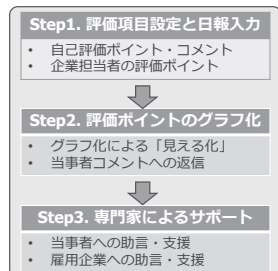 Step1. 評価項目設定と日報入力
• 自己評価ポイント・コメント
• 企業担当者の評価ポイント
Step2. 評価ポイントのグラフ化
• グラフ化による「見える化」
• 当事者コメントへの返信
Step3. 専門家によるサポート
• 当事者への助言・支援
• 雇用企業への助言・支援